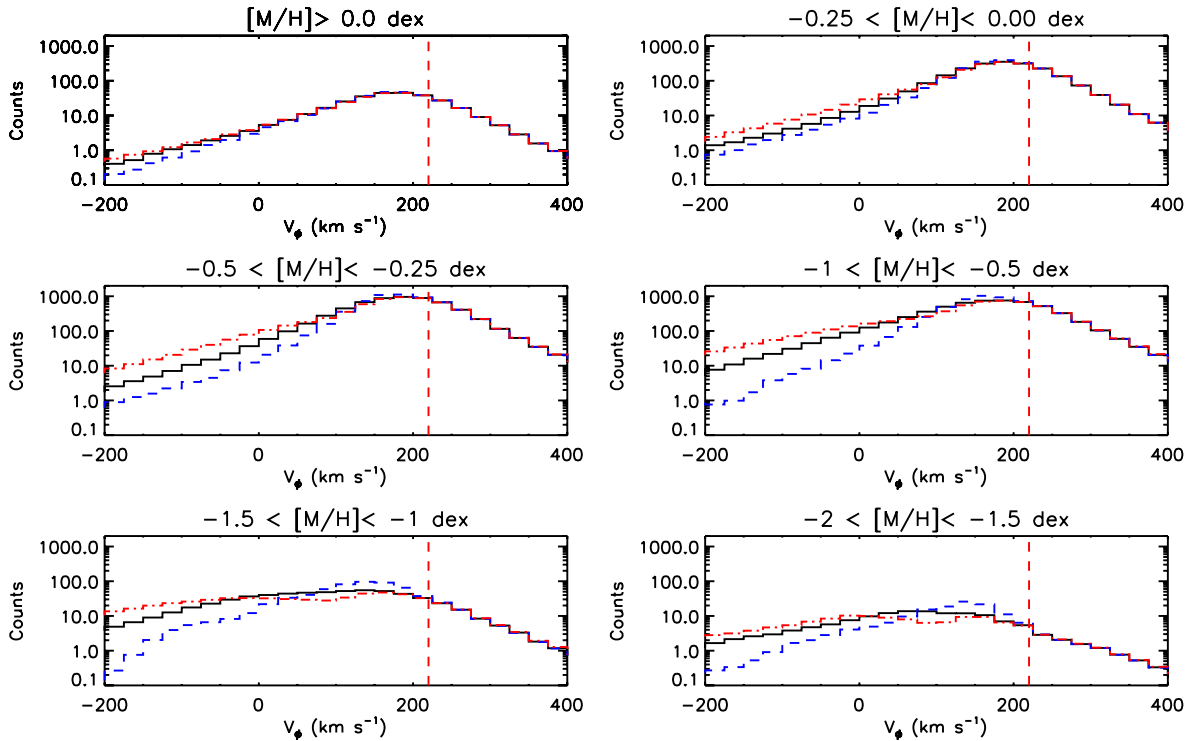 [M/H]> 0.0 dex
1000.0
100.0
10.0
1.0
0.1
Counts
-200 0 200 400
Vϕ (km s⁻¹)
-0.25 < [M/H]< 0.00 dex
1000.0
100.0
10.0
1.0
0.1
Counts
-200 0 200 400
Vϕ (km s⁻¹)
-0.5 < [M/H]< -0.25 dex
1000.0
100.0
10.0
1.0
0.1
Counts
-200 0 200 400
Vϕ (km s⁻¹)
-1 < [M/H]< -0.5 dex
1000.0
100.0
10.0
1.0
0.1
Counts
-200 0 200 400
Vϕ (km s⁻¹)
-1.5 < [M/H]< -1 dex
1000.0
100.0
10.0
1.0
0.1
Counts
-200 0 200 400
Vϕ (km s⁻¹)
-2 < [M/H]< -1.5 dex
1000.0
100.0
10.0
1.0
0.1
Counts
-200 0 200 400
Vϕ (km s⁻¹)